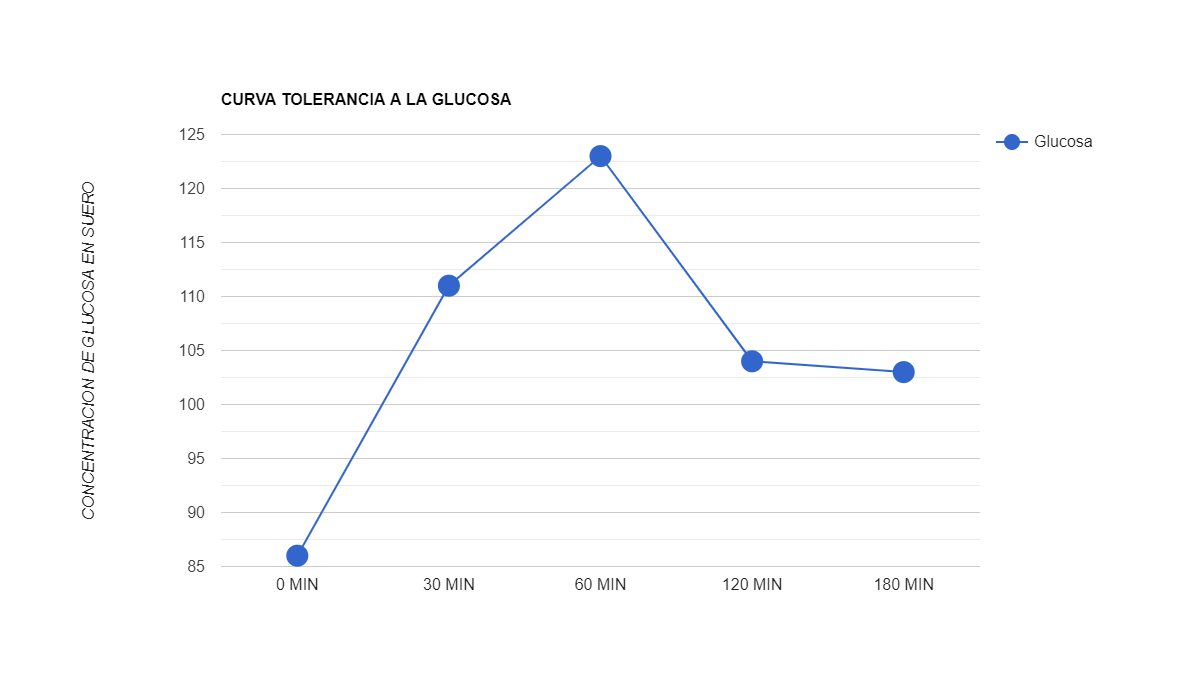 CURVA TOLERANCIA A LA GLUCOSA
CONCENTRACION DE GLUCOSA EN SUERO
125
120
115
110
105
100
95
90
85
0 MIN
30 MIN
60 MIN
120 MIN
180 MIN
Glucosa